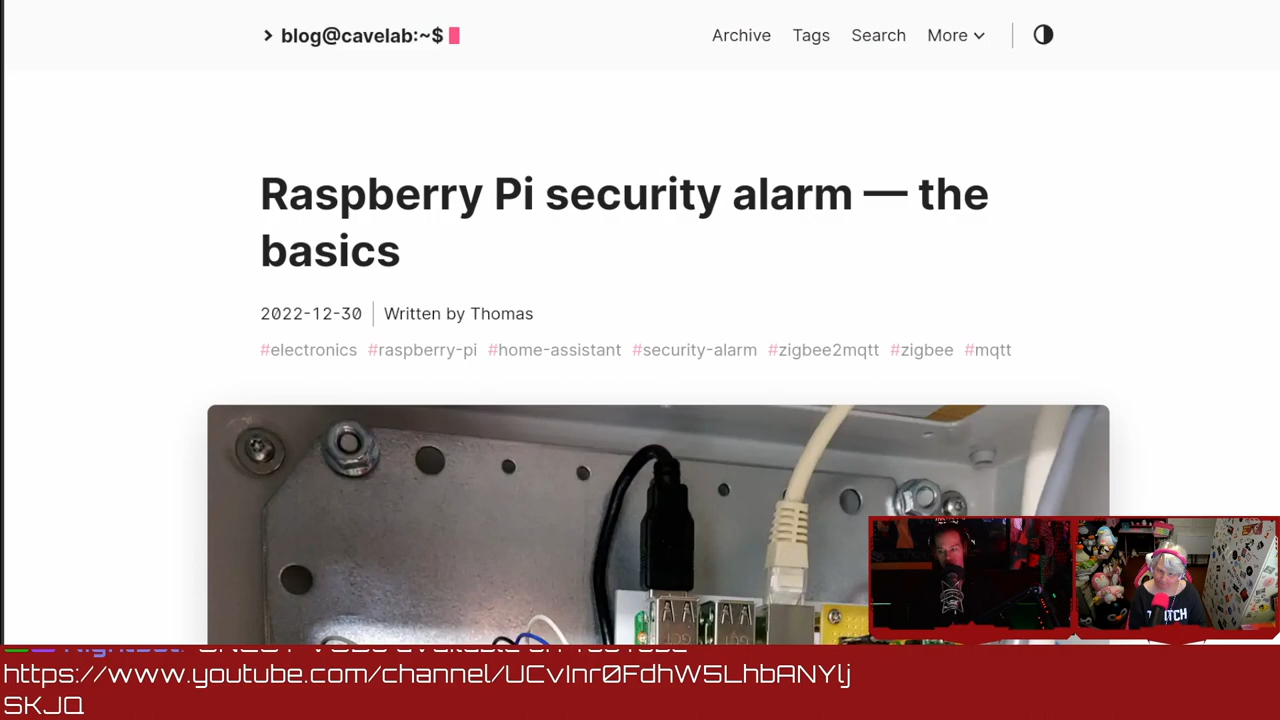 blog@cavelab:~$
Archive Tags Search More
Raspberry Pi security alarm — the
basics
2022-12-30 Written by Thomas
#electronics #raspberry-pi #home-assistant #security-alarm #zigbee2mqtt #zigbee #mqtt
https://www.youtube.com/channel/UCvInr0FdhW5LhbANYlj
SKJQ